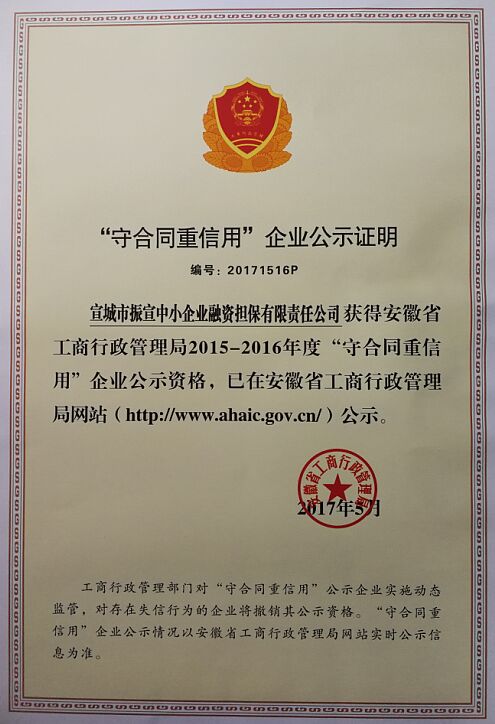 “守合同重信用”企业公示证明
编号：20171516P
宣城市振宣中小企业融资担保有限责任公司获得安徽省
工商行政管理局2015-2016年度“守合同重信
用”企业公示资格，已在安徽省工商行政管理
局网站（http://www.ahaic.gov.cn/）公示。
安徽省工商行政管理局
2017年5月
工商行政管理部门对“守合同重信用”公示企业实施动态
监管，对存在失信行为的企业将撤销其公示资格。“守合同重
信用”企业公示情况以安徽省工商行政管理局网站实时公示信
息为准。